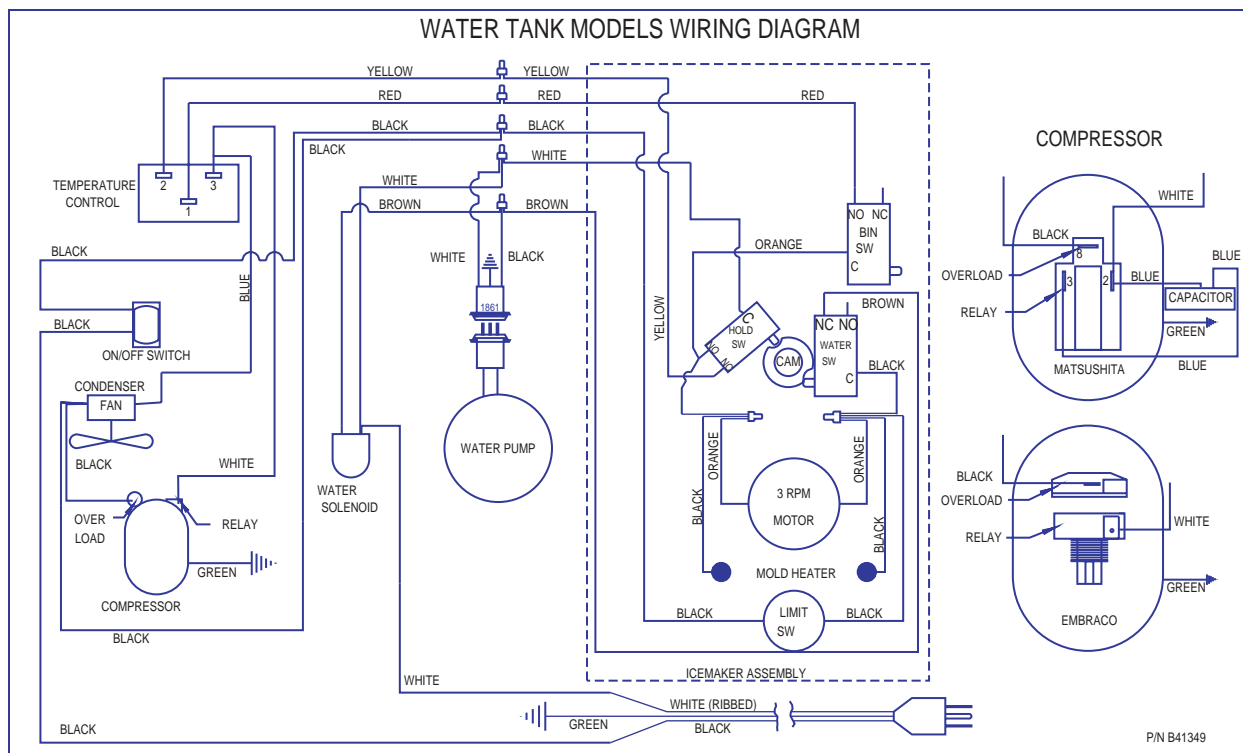 WATER TANK MODELS WIRING DIAGRAM
YELLOW
YELLOW
RED
RED
RED
BLACK
BLACK
BLACK
WHITE
WHITE
BROWN
BROWN
TEMPERATURE
CONTROL
2
3
1
BLACK
BLUE
BLACK
ON/OFF SWITCH
CONDENSER
FAN
BLACK
WHITE
OVER
LOAD
RELAY
GREEN
COMPRESSOR
BLACK
WATER
SOLENOID
WHITE
BLACK
1861
WATER PUMP
NO NC
BIN
SW
C
ORANGE
YELLOW
C
HOLD
SW
NO
NO
CAM
BROWN
NC NO
WATER
SW
C
BLACK
ORANGE
ORANGE
BLACK
BLACK
3 RPM
MOTOR
MOLD HEATER
BLACK
LIMIT
SW
BLACK
ICEMAKER ASSEMBLY
WHITE
WHITE (RIBBED)
GREEN
BLACK
BLACK
COMPRESSOR
WHITE
BLACK
8
OVERLOAD
BLUE
3
2
BLUE
CAPACITOR
RELAY
GREEN
MATSUSHITA
BLUE
BLACK
OVERLOAD
RELAY
WHITE
GREEN
EMBRACO
P/N B41349